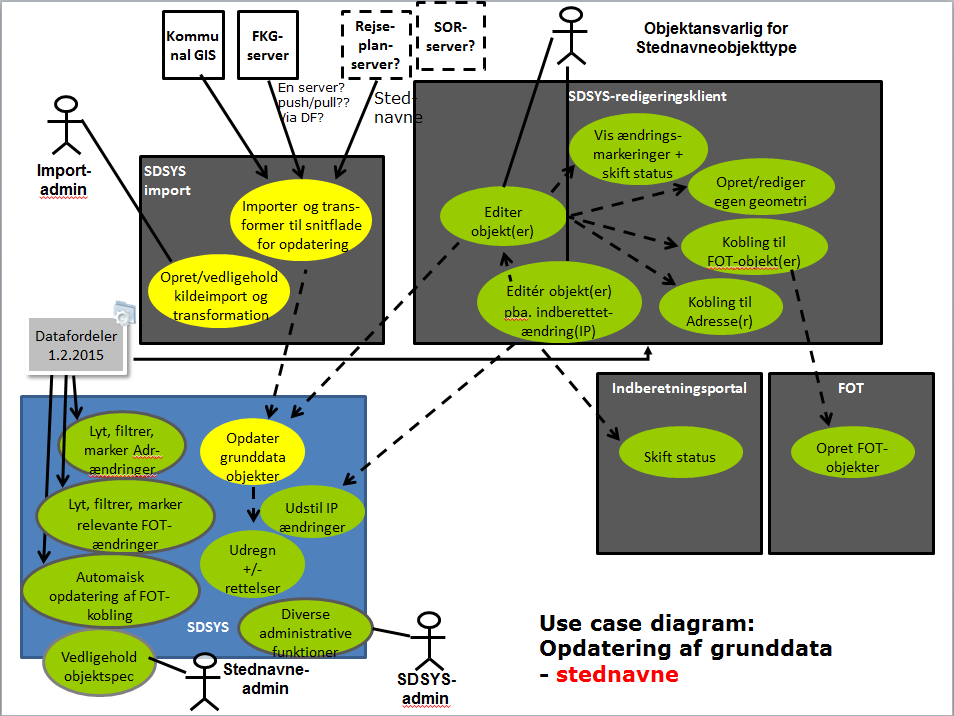 Kommu
nal GIS
FKG-
server
Rejse-
plan-
server?
SOR-
server?
Objektansvarlig for
Stednavneobjekttype
En server?
push/pull??
Via DF?
Sted-
navne
SDSYS-redigeringsklient
Import-
admin
SDSYS
import
Importer og trans-
former til snitflade
for opdatering
Opret/vedligehold
kildeimport og
transformation
Vis ændrings-
markeringer +
skift status
Opret/rediger
egen geometri
Editer
objekt(er)
Kobling til
FOT-objekt(er)
Editér objekt(er)
pba. indberettet-
ændring(IP)
Kobling til
Adresse(r)
Datafordeler
1.2.2015
Indberetningsportal
FOT
Skift status
Opret FOT-
objekter
Lyt, filtrer,
marker Adr-
ændringer
Opdater
grunddata
objekter
Lyt, filtrer, marker
relevante FOT-
ændringer
Udstil IP
ændringer
Udregn
+/-
rettelser
Automaisk
opdatering af FOT-
kobling
SDSYS
Diverse
administrative
funktioner
Vedligehold
objektspec
Stednavne-
admin
SDSYS-
admin
Use case diagram:
Opdatering af grunddata
- stednavne